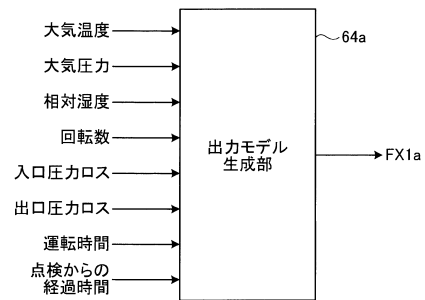 大気温度
大気圧力
相対湿度
回転数
入口圧力ロス
出口圧力ロス
運転時間
点検からの
経過時間
出力モデル
生成部
64a
FX1a